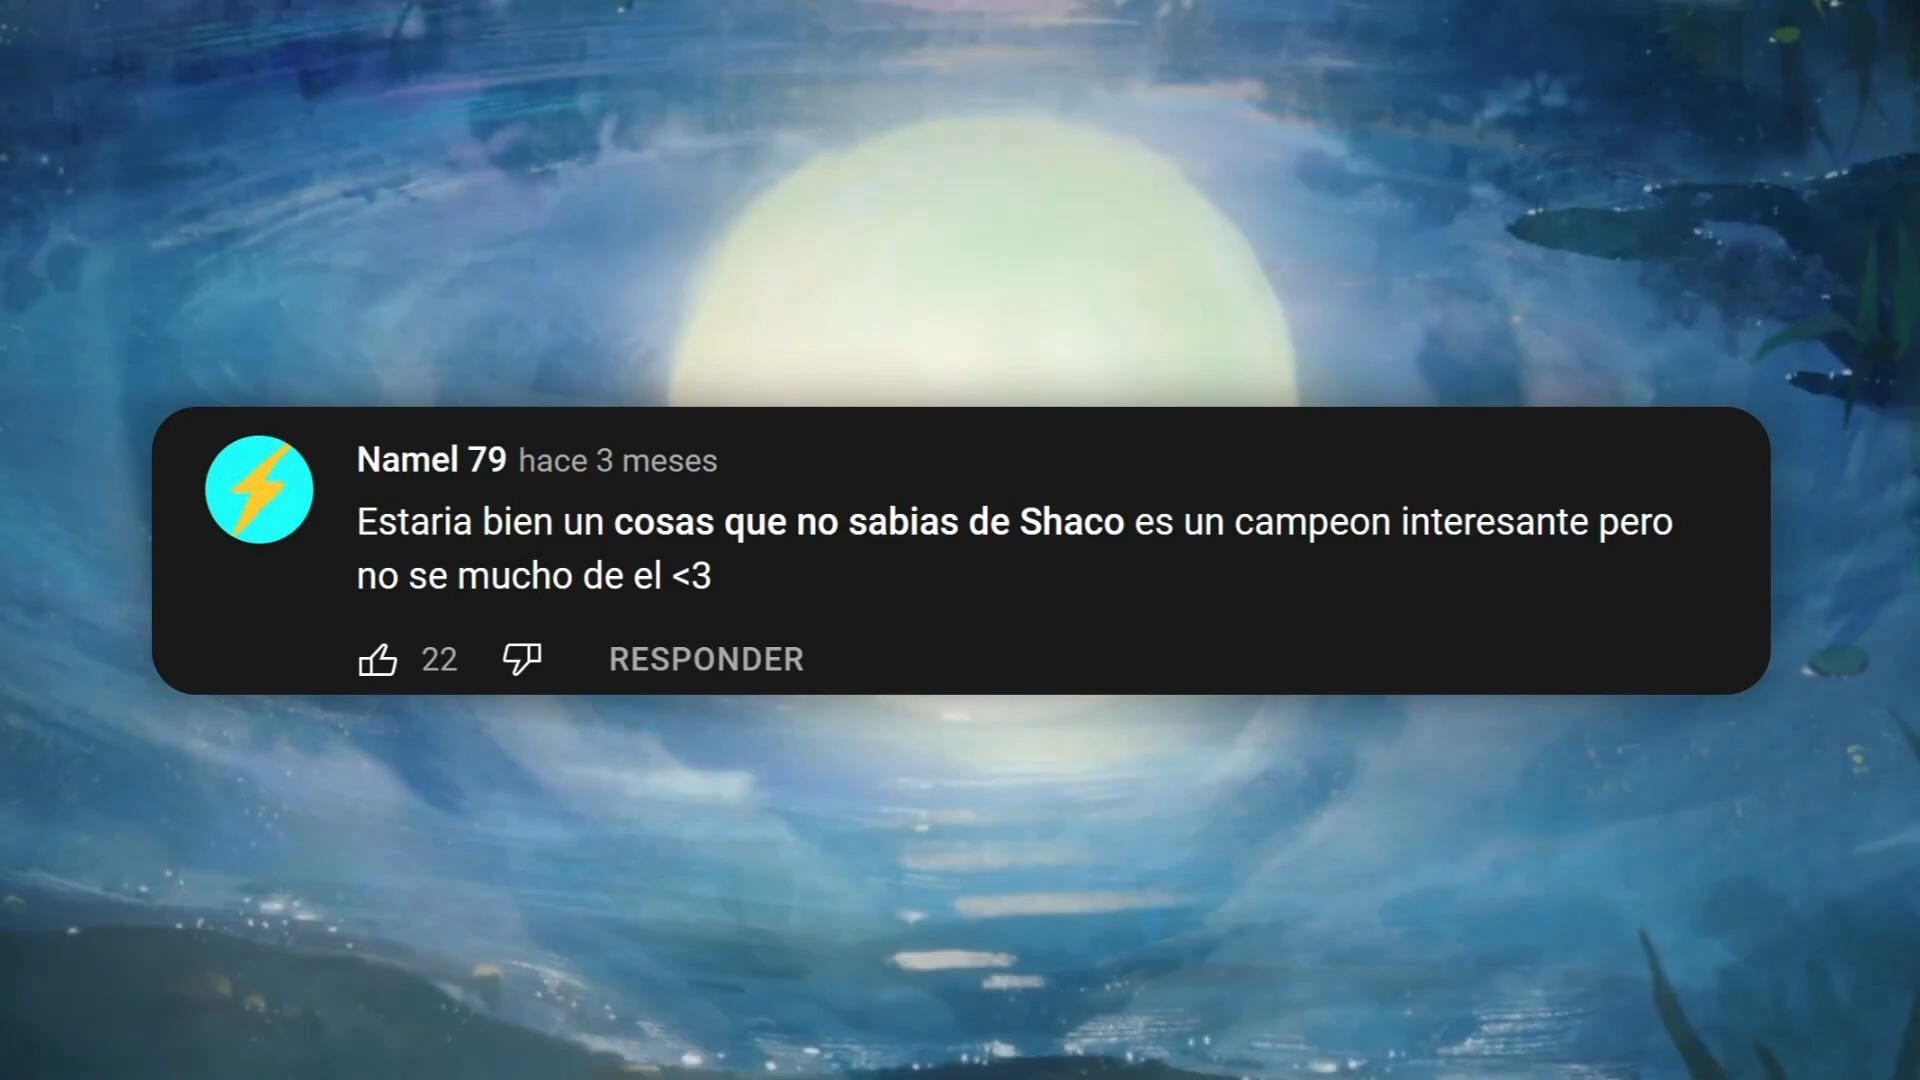 Namel 79 hace 3 meses
Estaria bien un cosas que no sabias de Shaco es un campeon interesante pero
no se mucho de el <3
22 RESPONDER